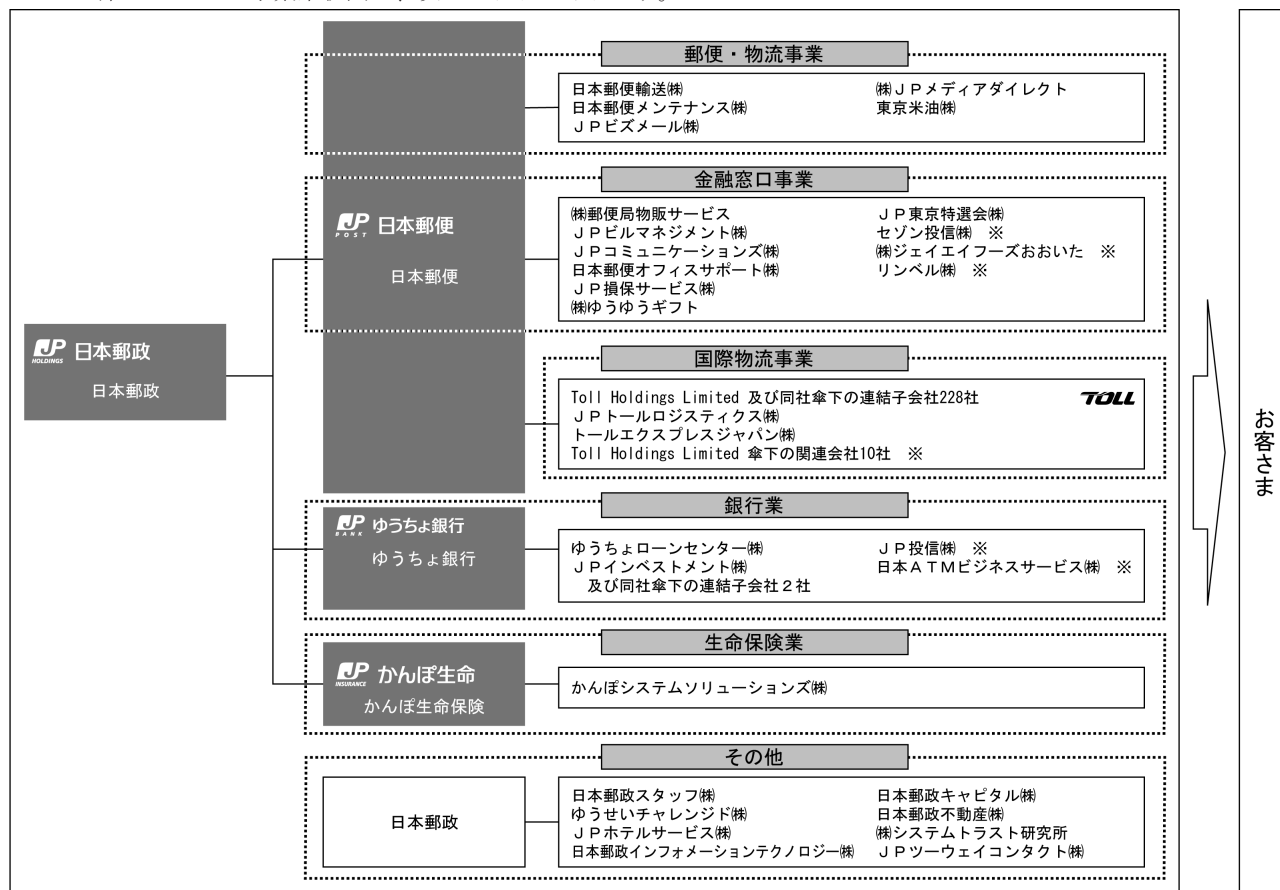 郵便・物流事業
日本郵便輸送㈱
日本郵便メンテナンス㈱
ＪＰビズメール㈱
㈱ＪＰメディアダイレクト
東京米油㈱
金融窓口事業
JP POST 日本郵便
日本郵便
㈱郵便局物販サービス
ＪＰビルマネジメント㈱
ＪＰコミュニケーションズ㈱
日本郵便オフィスサポート㈱
ＪＰ損保サービス㈱
㈱ゆうゆうギフト
ＪＰ東京特選会㈱
セゾン投信㈱　※
㈱ジェイエイフーズおおいた　※
リンベル㈱　※
JP HOLDINGS 日本郵政
日本郵政
国際物流事業
Toll Holdings Limited 及び同社傘下の連結子会社228社
ＪＰトールロジスティクス㈱
トールエクスプレスジャパン㈱
Toll Holdings Limited 傘下の関連会社10社　※
TOLL
銀行業
JP BANK ゆうちょ銀行
ゆうちょ銀行
ゆうちょローンセンター㈱
ＪＰインベストメント㈱
及び同社傘下の連結子会社２社
ＪＰ投信㈱　※
日本ＡＴＭビジネスサービス㈱　※
生命保険業
JP INSURANCE かんぽ生命
かんぽ生命保険
かんぽシステムソリューションズ㈱
その他
日本郵政
日本郵政スタッフ㈱
ゆうせいチャレンジド㈱
ＪＰホテルサービス㈱
日本郵政インフォメーションテクノロジー㈱
日本郵政キャピタル㈱
日本郵政不動産㈱
㈱システムトラスト研究所
ＪＰツーウェイコンタクト㈱
お客さま